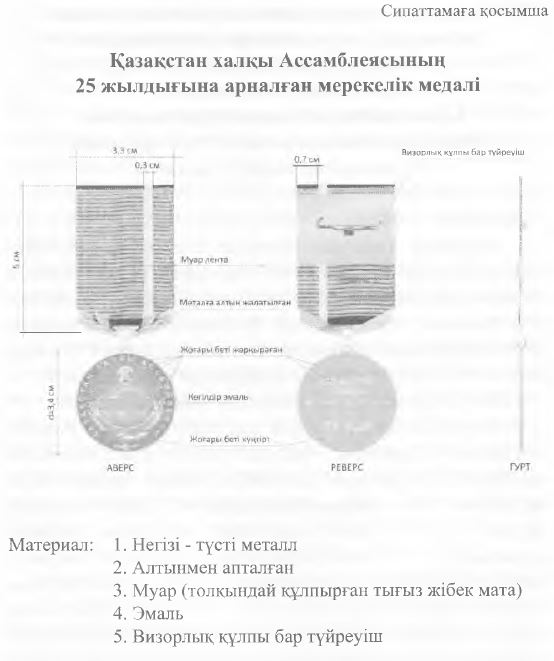 Сипаттамаға қосымша
Қазақстан халқы Ассамблеясының
25 жылдығына арналған мерекелік медалі
3,3 см
0,3 см
0,7 см
Визорлық құлпы бар түйреуіш
5 см
Муар лента
Металға алтын жалатылған
Жоғары беті жарқыраған
Көгілдір эмаль
Жоғары беті күңгірт
d=3,4 см
АВЕРС
РЕВЕРС
ГУРТ
Материал: 1. Негізі - түсті металл
2. Алтынмен апталған
3. Муар (толқындай құлпырған тығыз жібек мата)
4. Эмаль
5. Визорлық құлпы бар түйреуіш